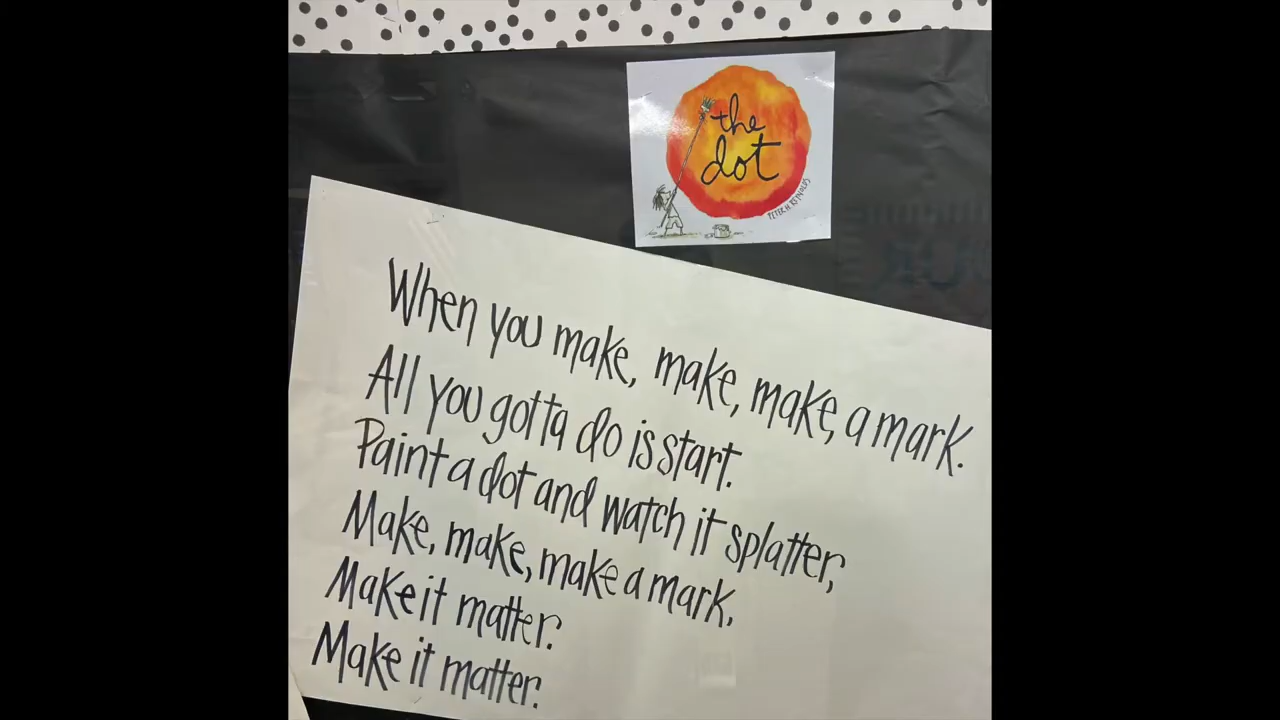 the
dot
PETER H. REYNOLDS
When you make, make, make, a mark.
All you gotta do is start.
Paint a dot and watch it splatter,
Make, make, make a mark,
Make it matter.
Make it matter.